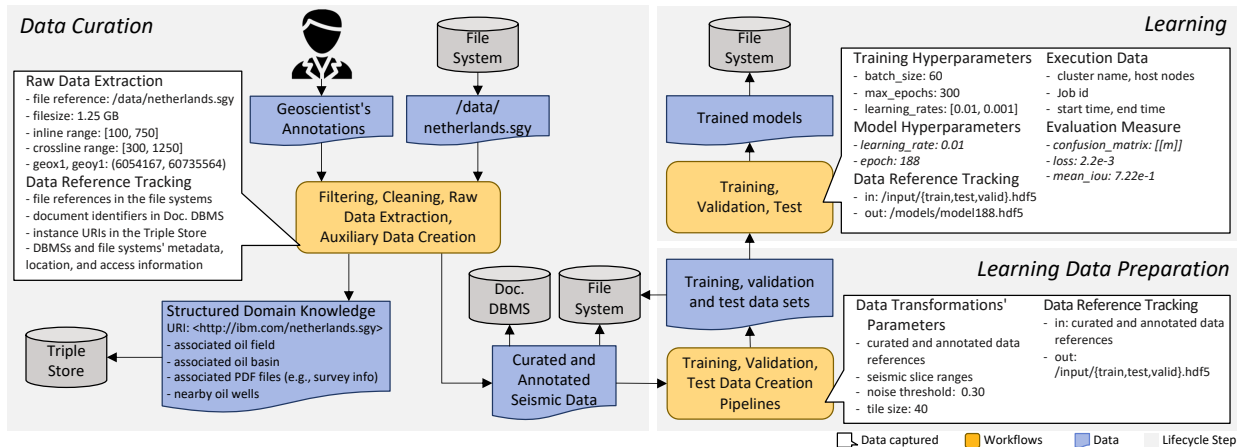 Data Curation
File
System
Raw Data Extraction
- file reference: /data/netherlands.sgy
- filesize: 1.25 GB
- inline range: [100, 750]
- crossline range: [300, 1250]
- geox1, geoy1: (6054167, 60735564)
Data Reference Tracking
- file references in the file systems
- document identifiers in Doc. DBMS
- instance URIs in the Triple Store
- DBMSs and file systems' metadata,
location, and access information
Geoscientist's
Annotations
/data/
netherlands.sgy
Filtering, Cleaning, Raw
Data Extraction,
Auxiliary Data Creation
Structured Domain Knowledge
URI: <http://ibm.com/netherlands.sgy>
- associated oil field
- associated oil basin
- associated PDF files (e.g., survey info)
- nearby oil wells
Triple
Store
Doc.
DBMS
File
System
Curated and
Annotated
Seismic Data
Learning
File
System
Trained models
Training,
Validation, Test
Training Hyperparameters
- batch_size: 60
- max_epochs: 300
- learning_rates: [0.01, 0.001]
Model Hyperparameters
- learning_rate: 0.01
- epoch: 188
Data Reference Tracking
- in: /input/{train,test,valid}.hdf5
- out: /models/model188.hdf5
Execution Data
- cluster name, host nodes
- Job id
- start time, end time
Evaluation Measure
- confusion_matrix: [[m]]
- loss: 2.2e-3
- mean_iou: 7.22e-1
Learning Data Preparation
Training, validation
and test data sets
Training, Validation,
Test Data Creation
Pipelines
Data Transformations'
Parameters
- curated and annotated data
references
- seismic slice ranges
- noise threshold: 0.30
- tile size: 40
Data Reference Tracking
- in: curated and annotated data
references
- out:
/input/{train,test,valid}.hdf5
Data captured
Workflows
Data
Lifecycle Step